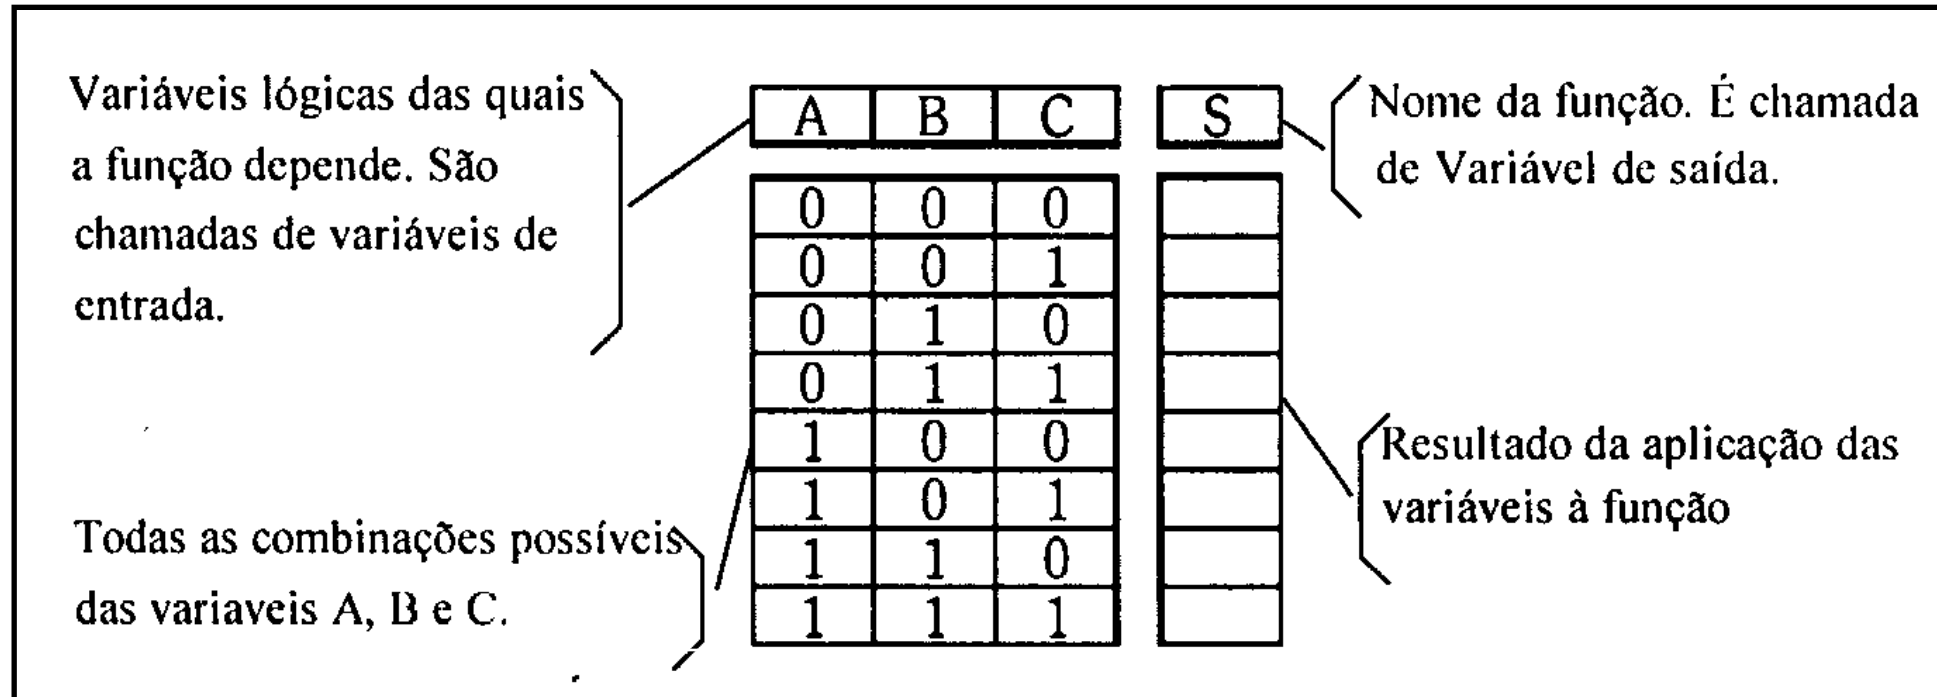 Variáveis lógicas das quais
a função depende. São
chamadas de variáveis de
entrada.
Todas as combinações possíveis
das variaveis A, B e C.
A B C S
0 0 0
0 0 1
0 1 0
0 1 1
1 0 0
1 0 1
1 1 0
1 1 1
Nome da função. É chamada
de Variável de saída.
Resultado da aplicação das
variáveis à função